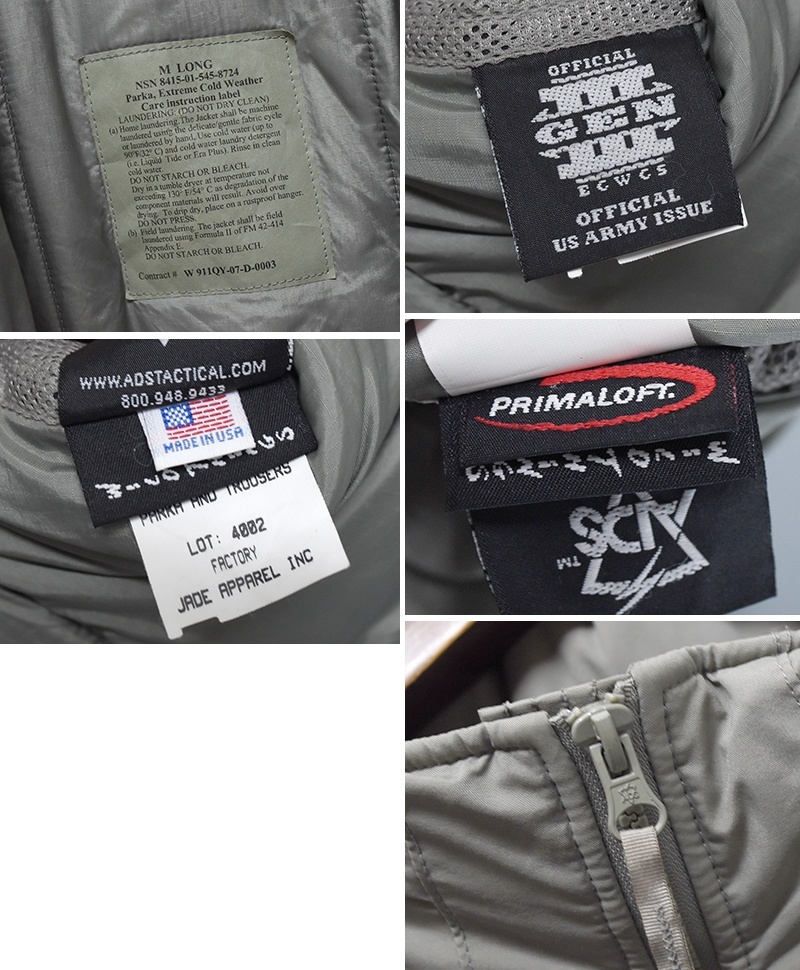 M LONG
NSN 8415-01-545-8724
Parka, Extreme Cold Weather
Care instruction label
LAUNDERING: (DO NOT DRY CLEAN)
(a) Home laundering. The Jacket shall be machine
laundered using the delicate/gentle fabric cycle
or laundered by hand. Use cold water (up to
90°F/32° C) and cold water laundry detergent
(i.e. Liquid Tide or Era Plus). Rinse in clean
cold water.
DO NOT STARCH OR BLEACH.
Dry in a tumble dryer at temperature not
exceeding 130° F/54° C as degradation of the
component materials will result. Avoid over
drying. To drip dry, place on a rustproof hanger.
DO NOT PRESS.
(b) Field laundering. The jacket shall be field
laundered using Formula II of FM 42-414
Appendix E.
DO NOT STARCH OR BLEACH.
Contract # W 911QY-07-D-0003
OFFICIAL
III
GEN
III
ECWCS
OFFICIAL
US ARMY ISSUE
WWW.ADSTACTICAL.COM
800.948.9433
MADE IN USA
PARKA AND TROUSERS
LOT: 4002
FACTORY
JADE APPAREL INC
PRIMALOFT.
TM